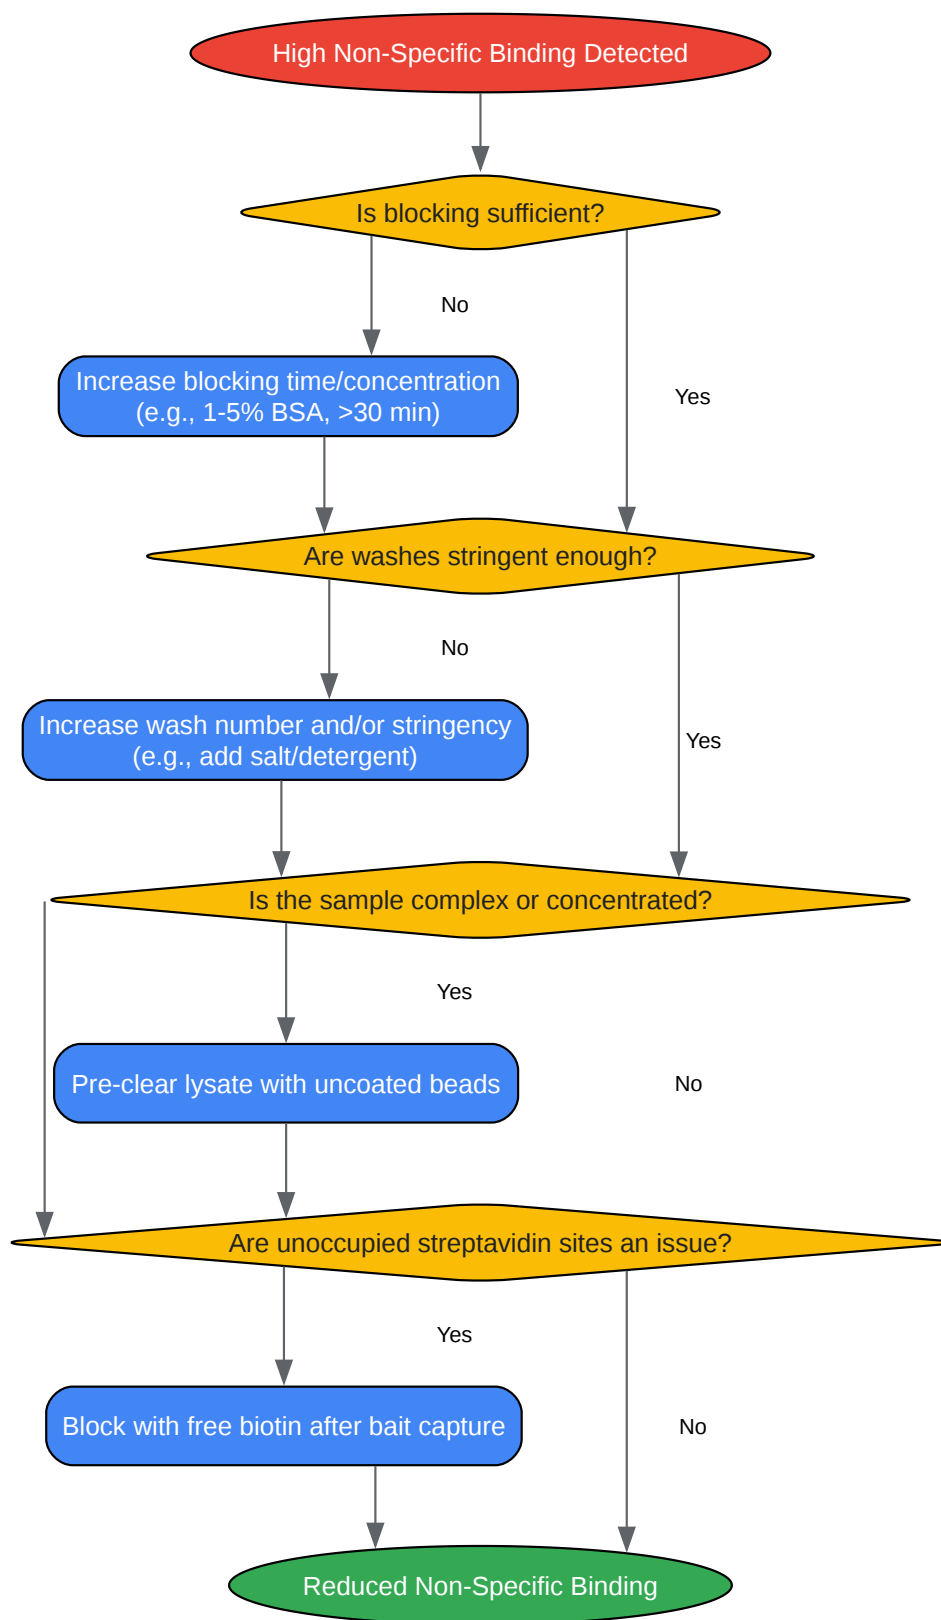 High Non-Specific Binding Detected
Is blocking sufficient?
No
Increase blocking time/concentration
(e.g., 1-5% BSA, >30 min)
Yes
Are washes stringent enough?
No
Increase wash number and/or stringency
(e.g., add salt/detergent)
Yes
Is the sample complex or concentrated?
Yes
Pre-clear lysate with uncoated beads
No
Are unoccupied streptavidin sites an issue?
Yes
Block with free biotin after bait capture
No
Reduced Non-Specific Binding